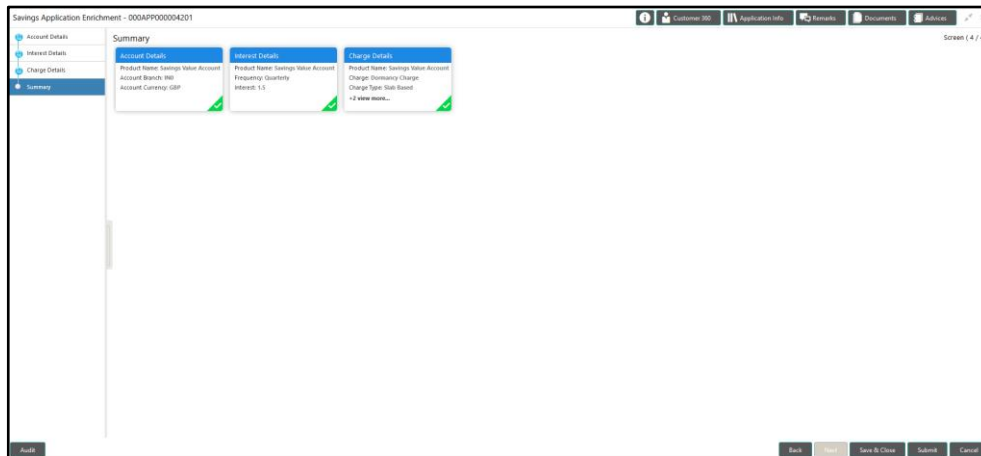 Savings Application Enrichment - 000APP000004201
Customer 360
Application Info
Remarks
Documents
Advices
Account Details
Interest Details
Charge Details
Summary
Summary
Screen ( 4 /
Account Details
Product Name: Savings Value Account
Account Branch: IN0
Account Currency: GBP
Interest Details
Product Name: Savings Value Account
Frequency: Quarterly
Interest: 1.5
Charge Details
Product Name: Savings Value Account
Charge: Dormancy Charge
Charge Type: Slab Based
+2 view more...
Audit
Back
Next
Save & Close
Submit
Cancel